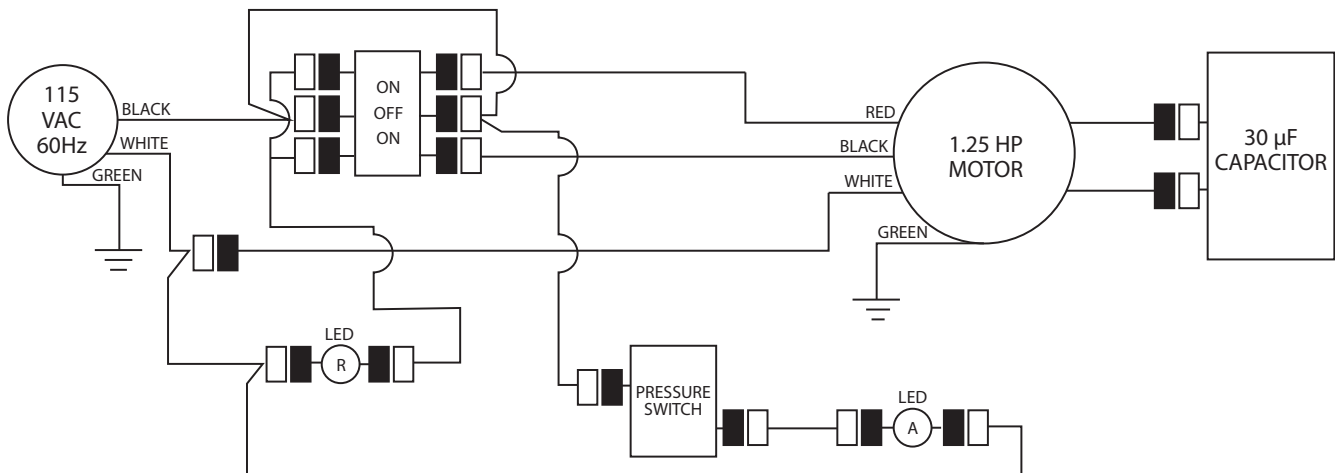 115
VAC
60Hz
BLACK
WHITE
GREEN
ON
OFF
ON
RED
BLACK
WHITE
GREEN
1.25 HP
MOTOR
30 µF
CAPACITOR
LED
R
PRESSURE
SWITCH
LED
A